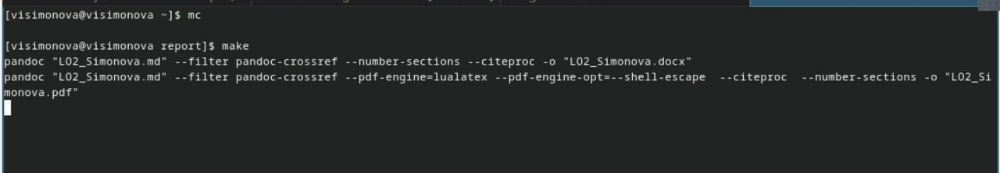 [visimonova@visimonova ~]$ mc
[visimonova@visimonova report]$ make
pandoc "L02_Simonova.md" --filter pandoc-crossref --number-sections --citeproc -o "L02_Simonova.docx"
pandoc "L02_Simonova.md" --filter pandoc-crossref --pdf-engine=lualatex --pdf-engine-opt=--shell-escape  --citeproc  --number-sections -o "L02_Si
monova.pdf"